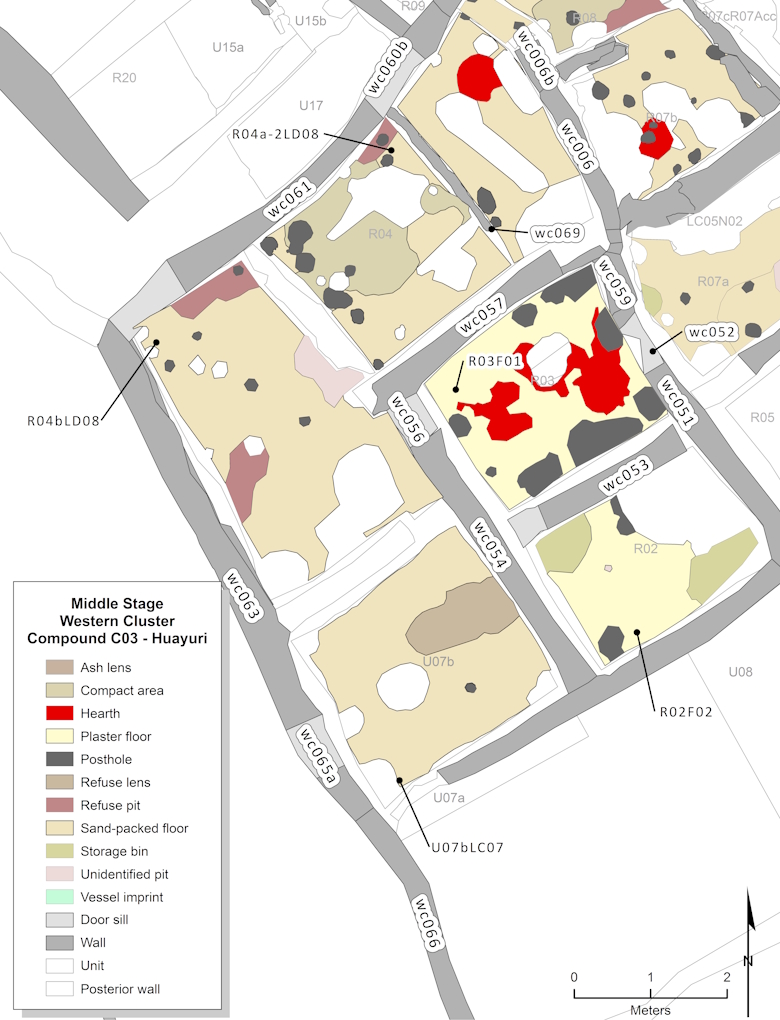 R09
U15b
R08
07cR07Acc
U15a
wc060b
wc006b
R20
U17
R07b
R04a-2LD08
wc006
wc061
LC05N02
R04
wc069
wc059
R07a
wc057
wc052
R03F01
R03
wc051
R04bLD08
wc056
R05
wc053
wc054
R02
wc063
Middle Stage
Western Cluster
Compound C03 - Huayuri
Ash lens
Compact area
Hearth
Plaster floor
Posthole
Refuse lens
Refuse pit
Sand-packed floor
Storage bin
Unidentified pit
Vessel imprint
Door sill
Wall
Unit
Posterior wall
U07b
U08
R02F02
wc065a
U07a
U07bLC07
wc066
N
0 1 2
Meters